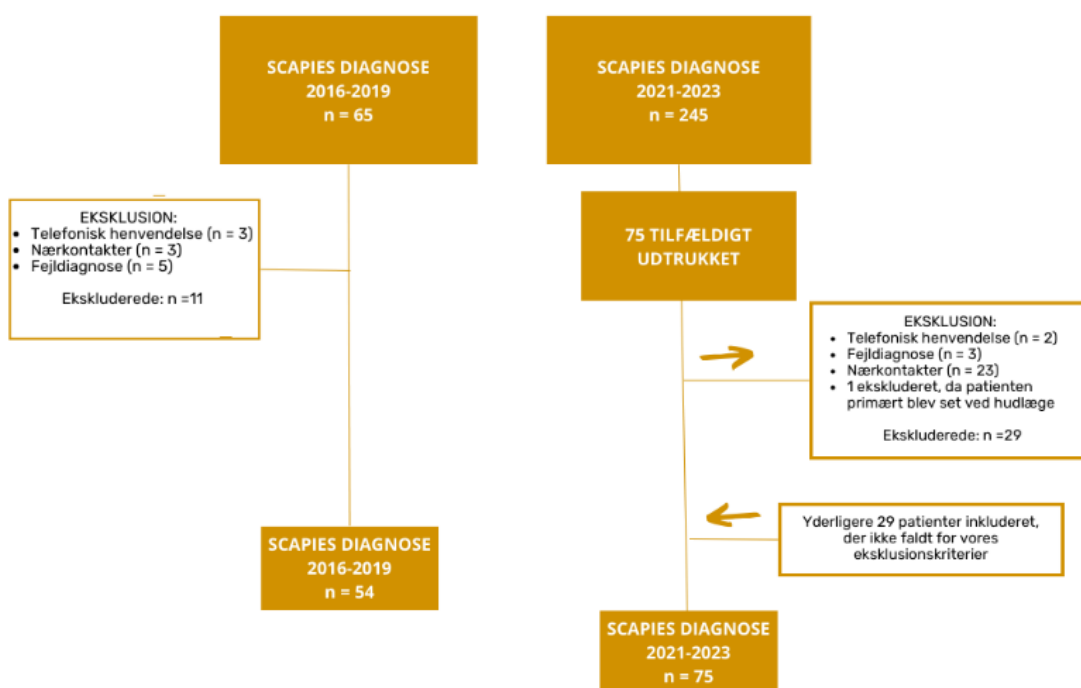 SCAPIES DIAGNOSE
2016-2019
n = 65
EKSKLUSION:
• Telefonisk henvendelse (n = 3)
• Nærkontakter (n = 3)
• Fejldiagnose (n = 5)
Ekskluderede: n =11
SCAPIES DIAGNOSE
2016-2019
n = 54
SCAPIES DIAGNOSE
2021-2023
n = 245
75 TILFÆLDIGT
UDTRUKKET
EKSKLUSION:
• Telefonisk henvendelse (n = 2)
• Fejldiagnose (n = 3)
• Nærkontakter (n = 23)
• 1 ekskluderet, da patienten
primært blev set ved hudlæge
Ekskluderede: n =29
Yderligere 29 patienter inkluderet,
der ikke faldt for vores
eksklusionskriterier
SCAPIES DIAGNOSE
2021-2023
n = 75